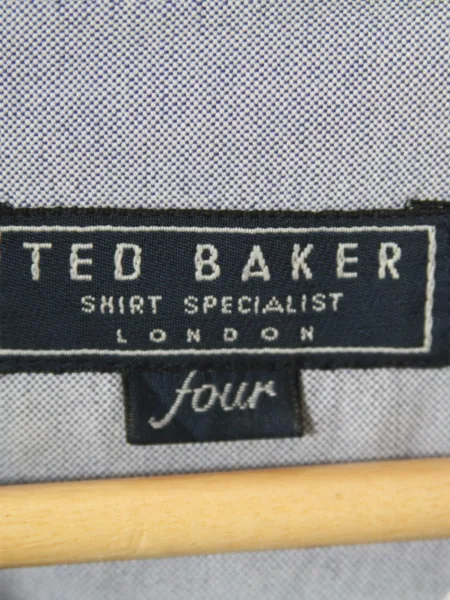 TED BAKER
SHIRT SPECIALIST
LONDON
four